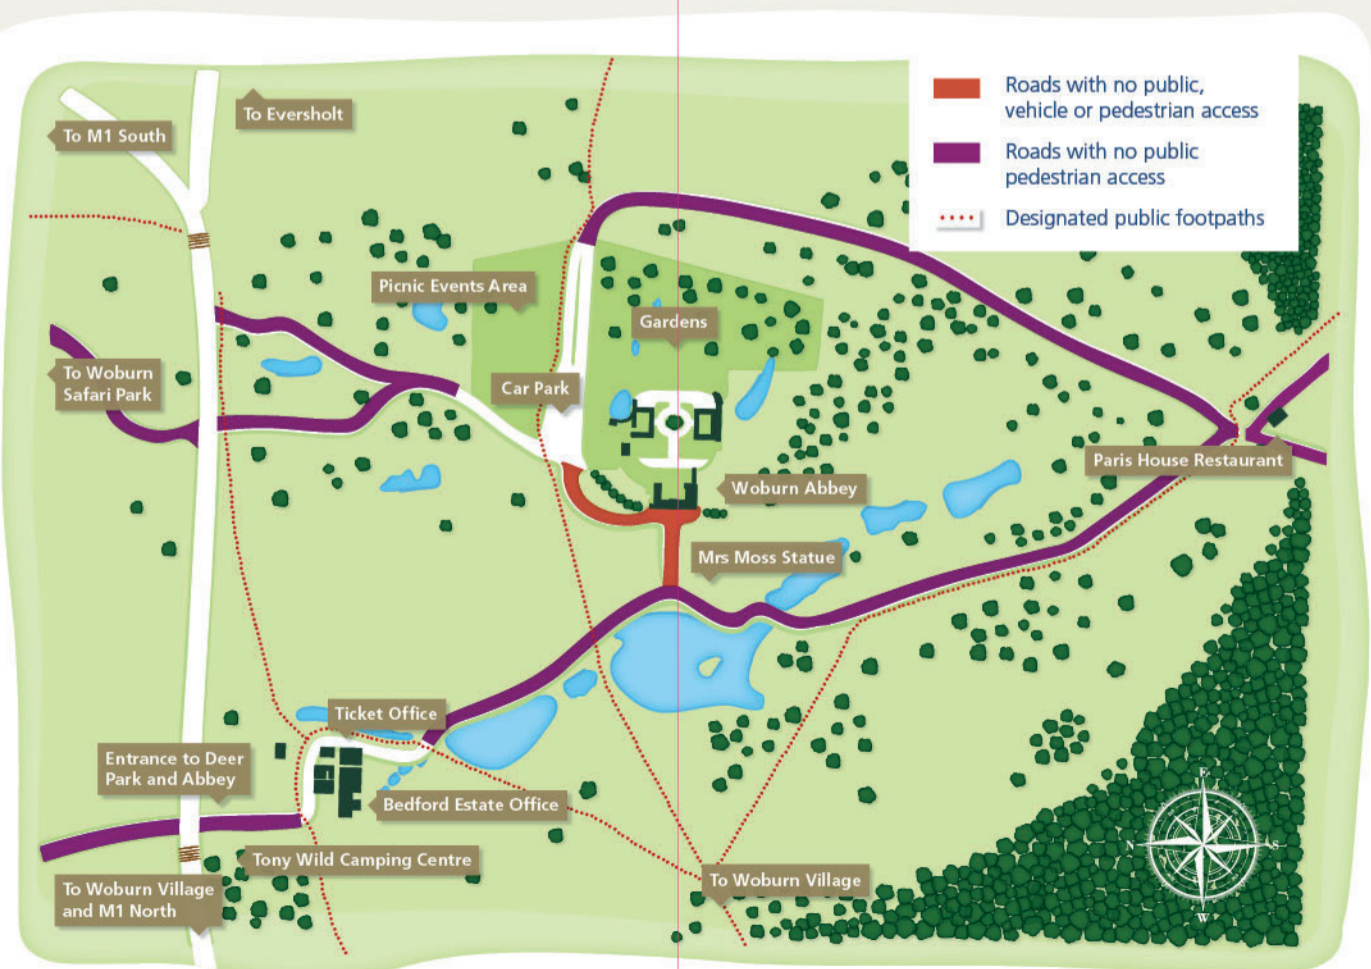 Roads with no public,
vehicle or pedestrian access
Roads with no public
pedestrian access
Designated public footpaths
To Eversholt
To M1 South
Picnic Events Area
Gardens
To Woburn
Safari Park
Car Park
Paris House Restaurant
Woburn Abbey
Mrs Moss Statue
Ticket Office
Entrance to Deer
Park and Abbey
Bedford Estate Office
Tony Wild Camping Centre
To Woburn Village
and M1 North
To Woburn Village
E
N
S
W